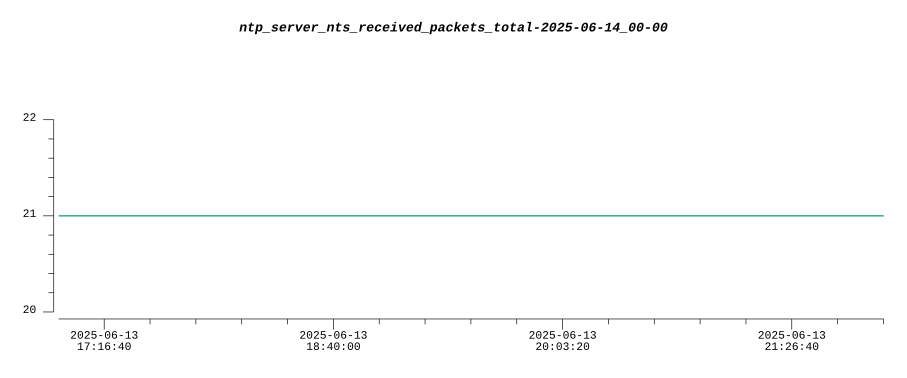 ntp_server_nts_received_packets_total-2025-06-14_00-00
22
21
20
2025-06-13 2025-06-13 2025-06-13 2025-06-13
17:16:40 18:40:00 20:03:20 21:26:40